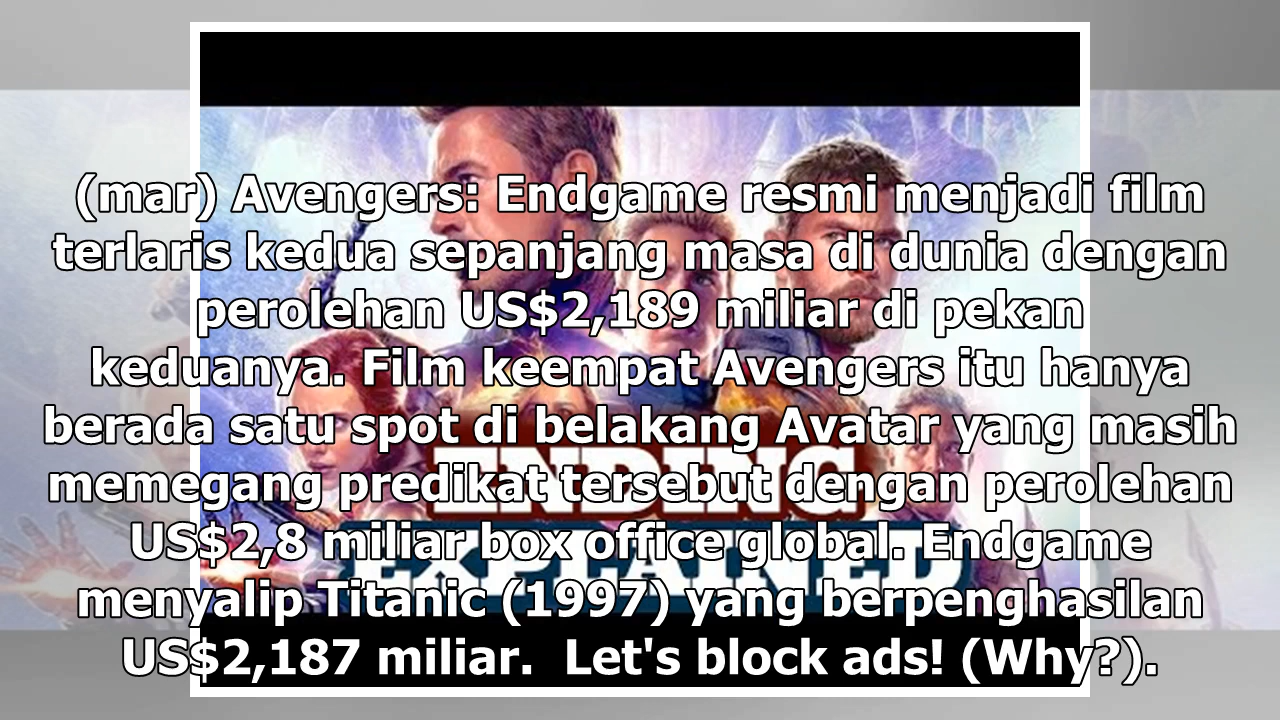 (mar) Avengers: Endgame resmi menjadi film
terlaris kedua sepanjang masa di dunia dengan
perolehan US$2,189 miliar di pekan
keduanya. Film keempat Avengers itu hanya
berada satu spot di belakang Avatar yang masih
memegang predikat tersebut dengan perolehan
US$2,8 miliar box office global. Endgame
menyalip Titanic (1997) yang berpenghasilan
US$2,187 miliar.  Let's block ads! (Why?).
ENDING
EXPLAINED